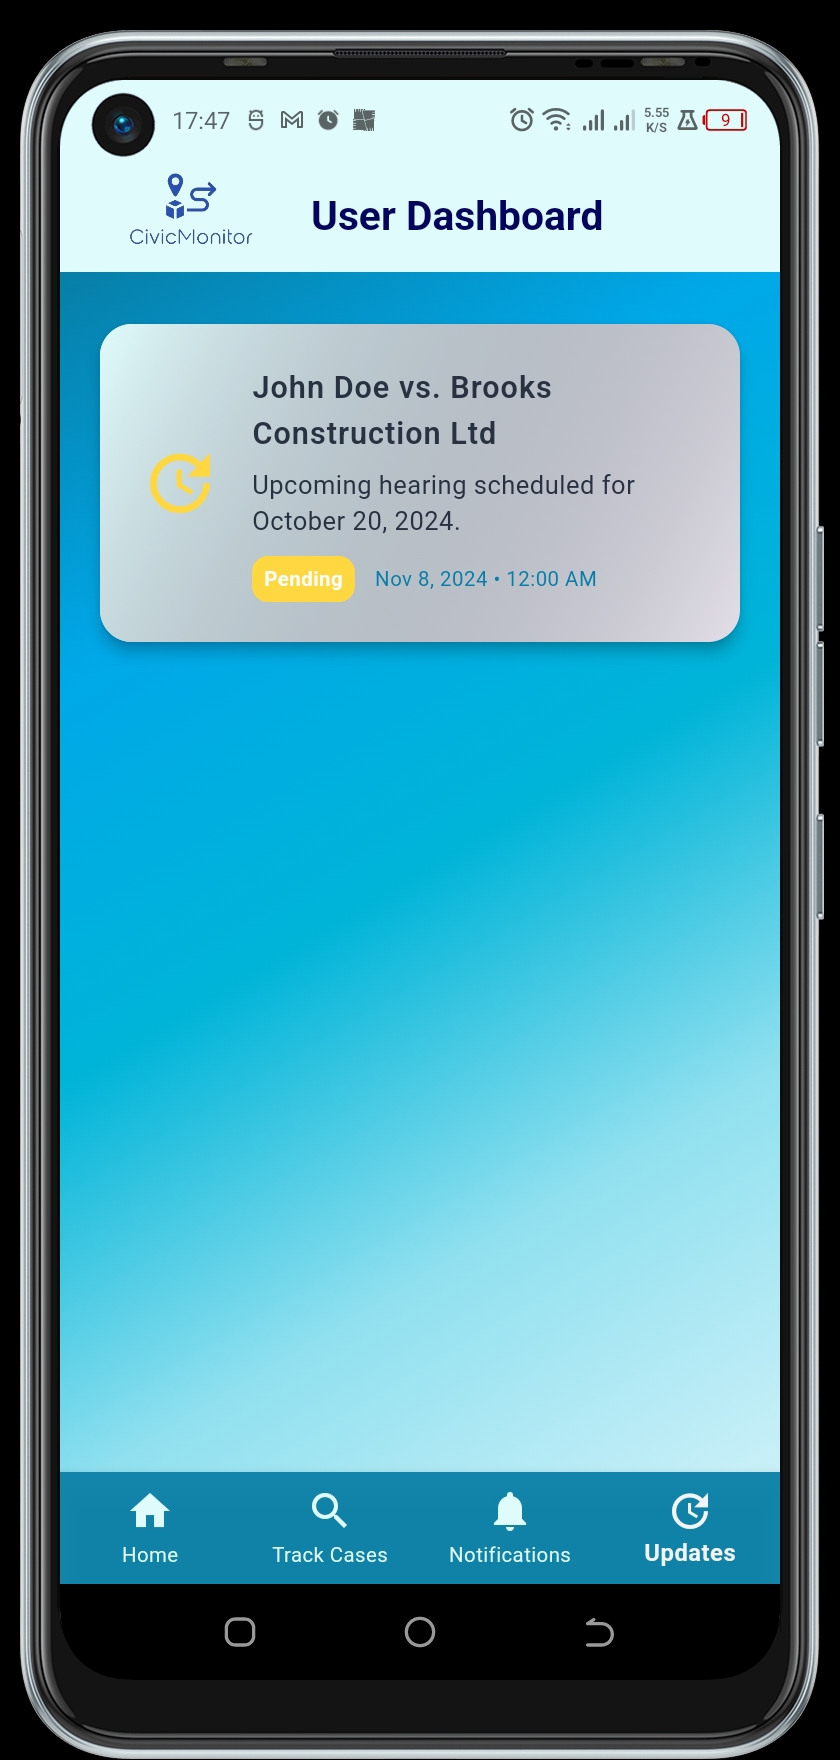 17:47
5.55
K/S
9
CivicMonitor
User Dashboard
John Doe vs. Brooks
Construction Ltd
Upcoming hearing scheduled for
October 20, 2024.
Pending
Nov 8, 2024 • 12:00 AM
Home
Track Cases
Notifications
Updates